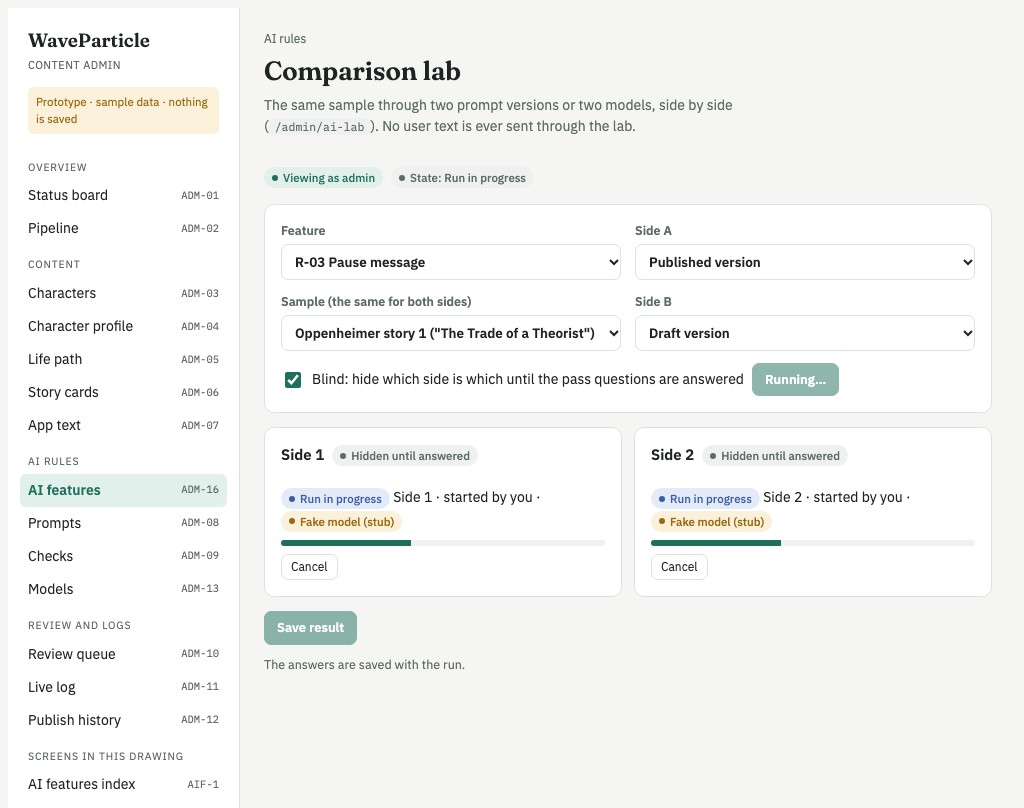 WaveParticle
CONTENT ADMIN
Prototype · sample data · nothing
is saved
OVERVIEW
Status board ADM-01
Pipeline ADM-02
CONTENT
Characters ADM-03
Character profile ADM-04
Life path ADM-05
Story cards ADM-06
App text ADM-07
AI RULES
AI features ADM-16
Prompts ADM-08
Checks ADM-09
Models ADM-13
REVIEW AND LOGS
Review queue ADM-10
Live log ADM-11
Publish history ADM-12
SCREENS IN THIS DRAWING
AI features index AIF-1
AI rules
Comparison lab
The same sample through two prompt versions or two models, side by side
( /admin/ai-lab ). No user text is ever sent through the lab.
Viewing as admin
State: Run in progress
Feature
R-03 Pause message
Side A
Published version
Sample (the same for both sides)
Oppenheimer story 1 ("The Trade of a Theorist")
Side B
Draft version
Blind: hide which side is which until the pass questions are answered
Running…
Side 1 Hidden until answered
Run in progress Side 1 · started by you ·
Fake model (stub)
Cancel
Side 2 Hidden until answered
Run in progress Side 2 · started by you ·
Fake model (stub)
Cancel
Save result
The answers are saved with the run.